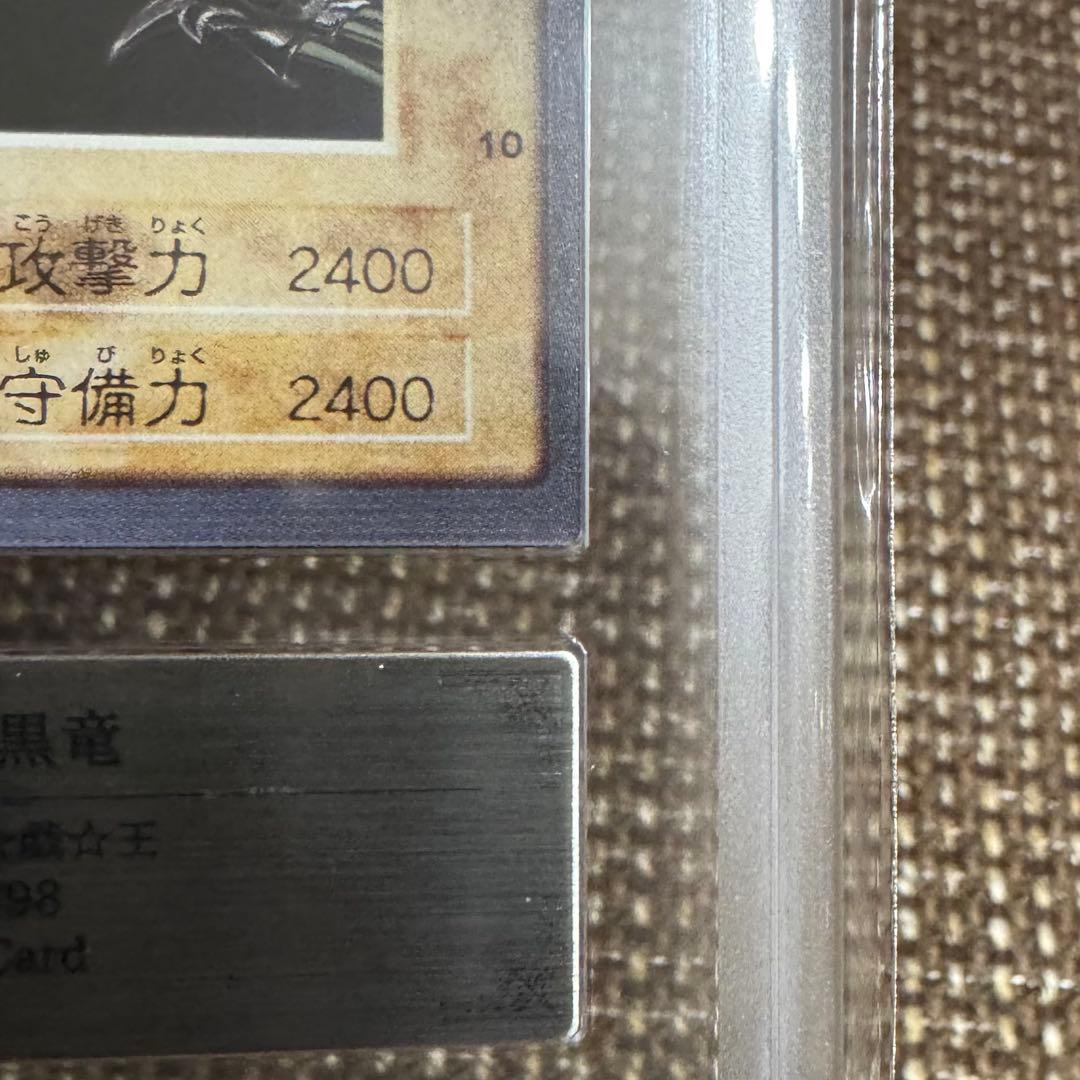 10
こう げき りょく
攻撃力 2400
しゅ び りょく
守備力 2400
黒竜
戯☆王
98
Card